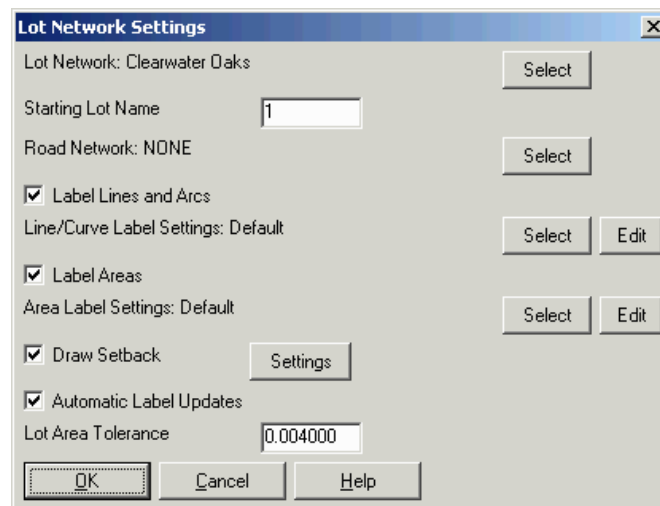 Lot Network Settings
Lot Network: Clearwater Oaks Select
Starting Lot Name 1
Road Network: NONE Select
Label Lines and Arcs
Line/Curve Label Settings: Default Select Edit
Label Areas
Area Label Settings: Default Select Edit
Draw Setback Settings
Automatic Label Updates
Lot Area Tolerance 0.004000
OK Cancel Help